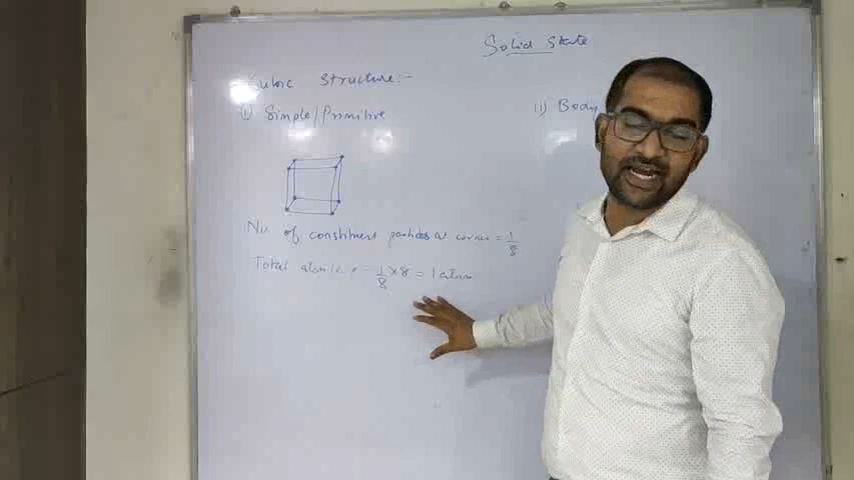 Solid State
Cubic Structure:-
i) Simple/Primitive
ii) Body
No. of constituent particles at corner = 1/8
Total = 1/8 × 8 = 1 atom